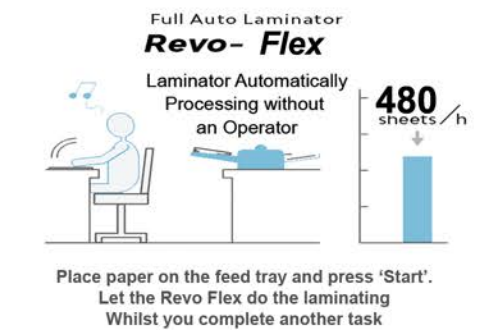 Full Auto Laminator
Revo- Flex
Laminator Automatically
Processing without
an Operator
480
sheets/h
Place paper on the feed tray and press ‘Start’.
Let the Revo Flex do the laminating
Whilst you complete another task